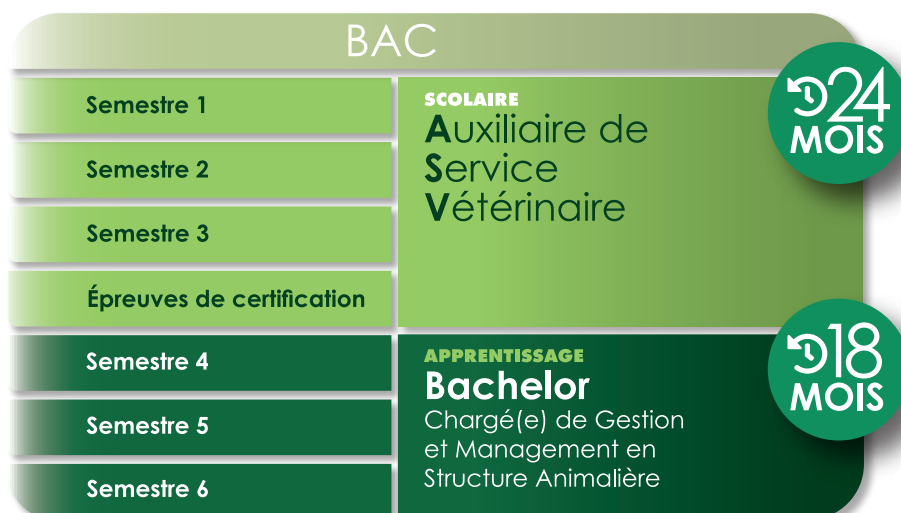 BAC
Semestre 1
Semestre 2
Semestre 3
Épreuves de certification
SCOLAIRE
Auxiliaire de
Service
Vétérinaire
24
MOIS
Semestre 4
Semestre 5
Semestre 6
APPRENTISSAGE
Bachelor
Chargé(e) de Gestion
et Management en
Structure Animalière
18
MOIS